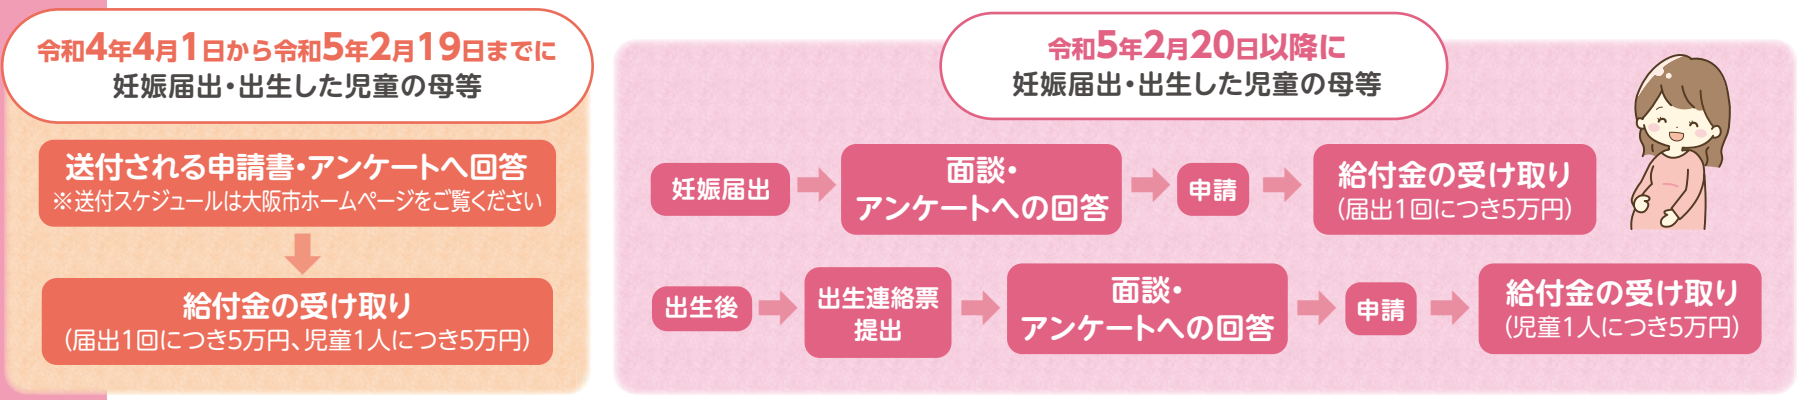 令和4年4月1日から令和5年2月19日までに
妊娠届出・出生した児童の母等
送付される申請書・アンケートへ回答
※送付スケジュールは大阪市ホームページをご覧ください
給付金の受け取り
(届出1回につき5万円、児童1人につき5万円)
令和5年2月20日以降に
妊娠届出・出生した児童の母等
妊娠届出
面談・
アンケートへの回答
申請
給付金の受け取り
(届出1回につき5万円)
出生後
出生連絡票
提出
面談・
アンケートへの回答
申請
給付金の受け取り
(児童1人につき5万円)